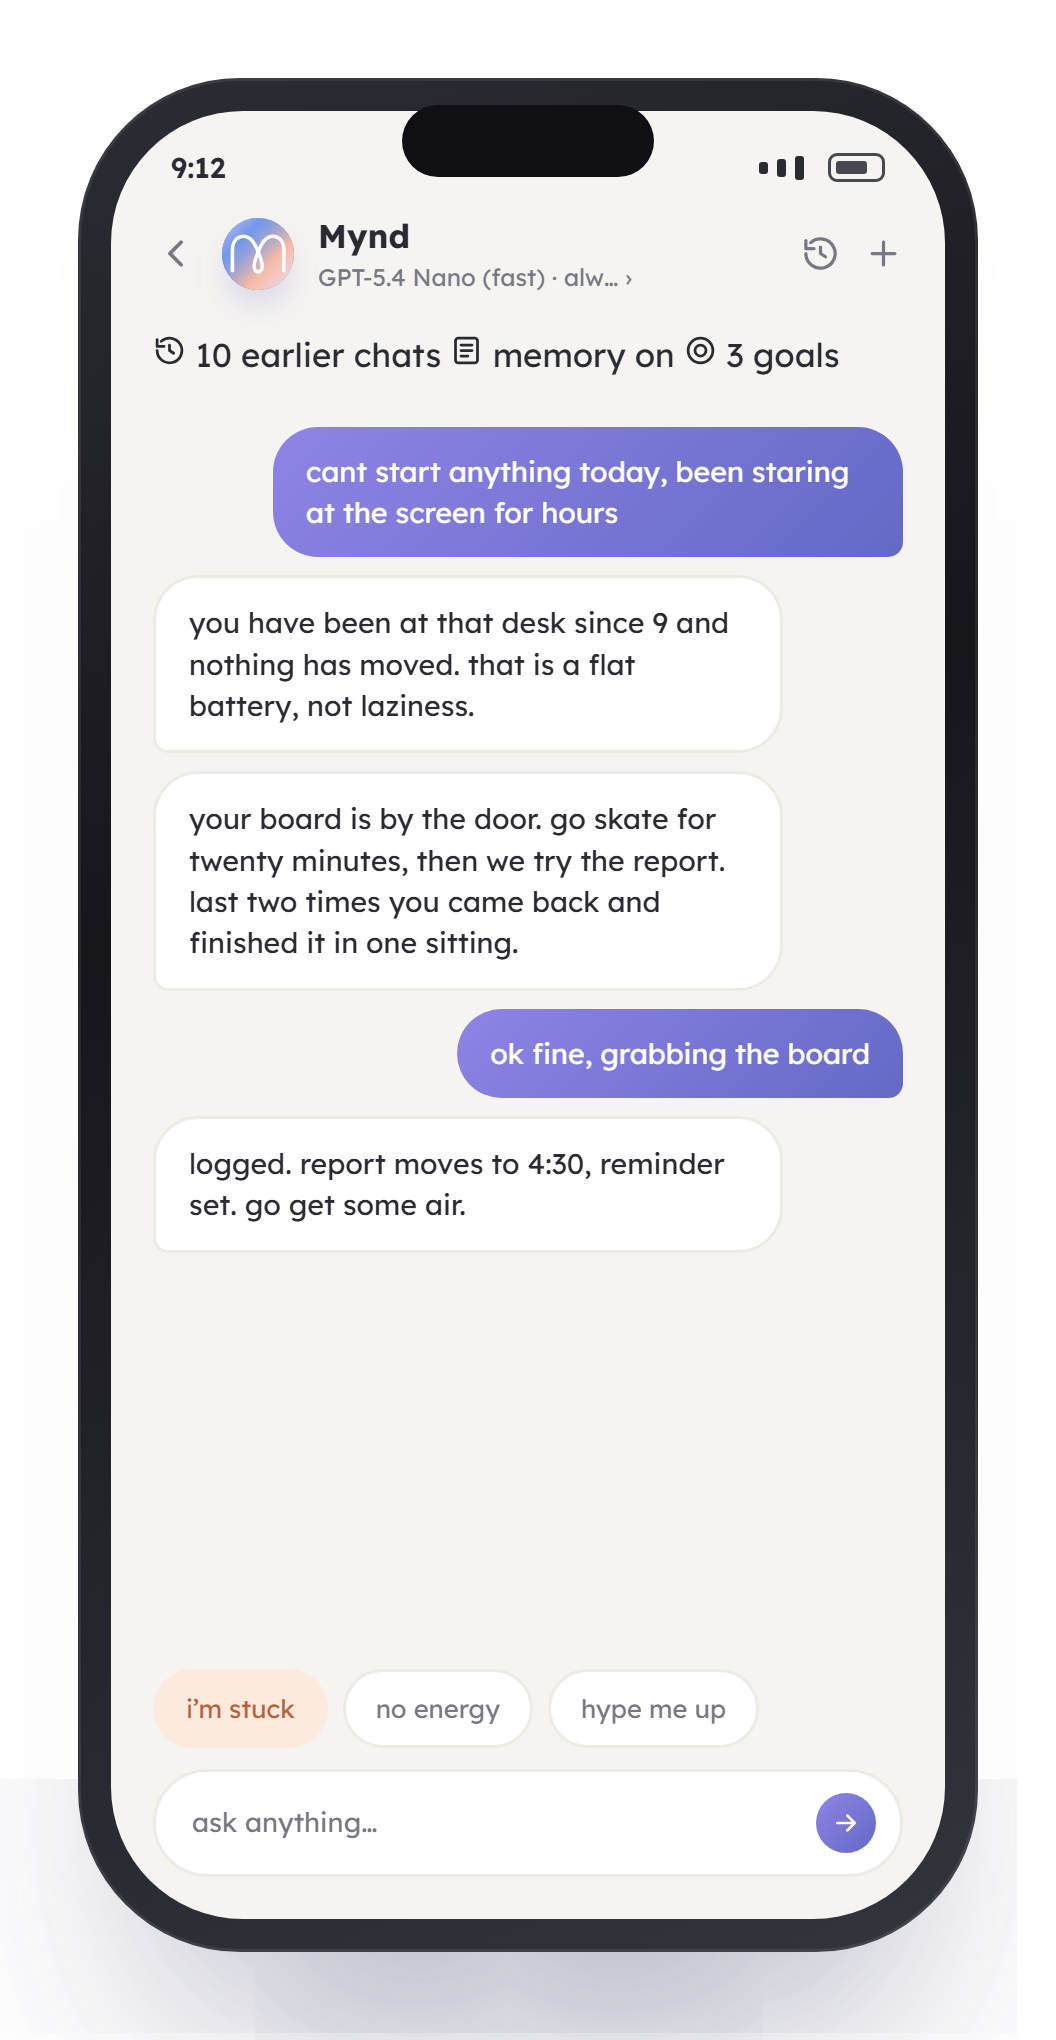 9:12
Mynd
GPT-5.4 Nano (fast) · alw... ›
10 earlier chats memory on 3 goals
cant start anything today, been staring
at the screen for hours
you have been at that desk since 9 and
nothing has moved. that is a flat
battery, not laziness.
your board is by the door. go skate for
twenty minutes, then we try the report.
last two times you came back and
finished it in one sitting.
ok fine, grabbing the board
logged. report moves to 4:30, reminder
set. go get some air.
i’m stuck
no energy
hype me up
ask anything...